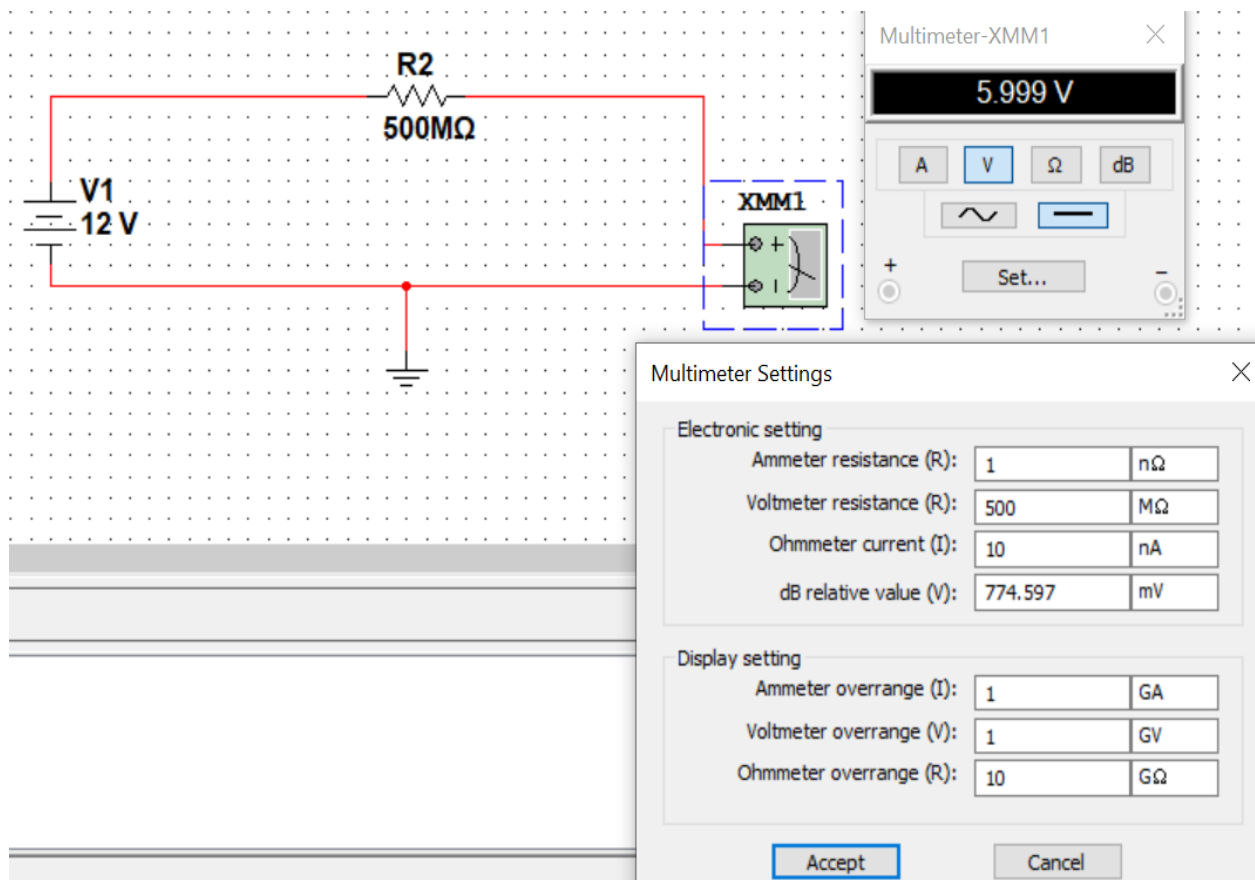 R2
500MΩ
V1
12 V
XMM1
+
I
Multimeter-XMM1
5.999 V
A V Ω dB
+ -
Set...
Multimeter Settings
Electronic setting
Ammeter resistance (R): 1 nΩ
Voltmeter resistance (R): 500 MΩ
Ohmmeter current (I): 10 nA
dB relative value (V): 774.597 mV
Display setting
Ammeter overrange (I): 1 GA
Voltmeter overrange (V): 1 GV
Ohmmeter overrange (R): 10 GΩ
Accept Cancel